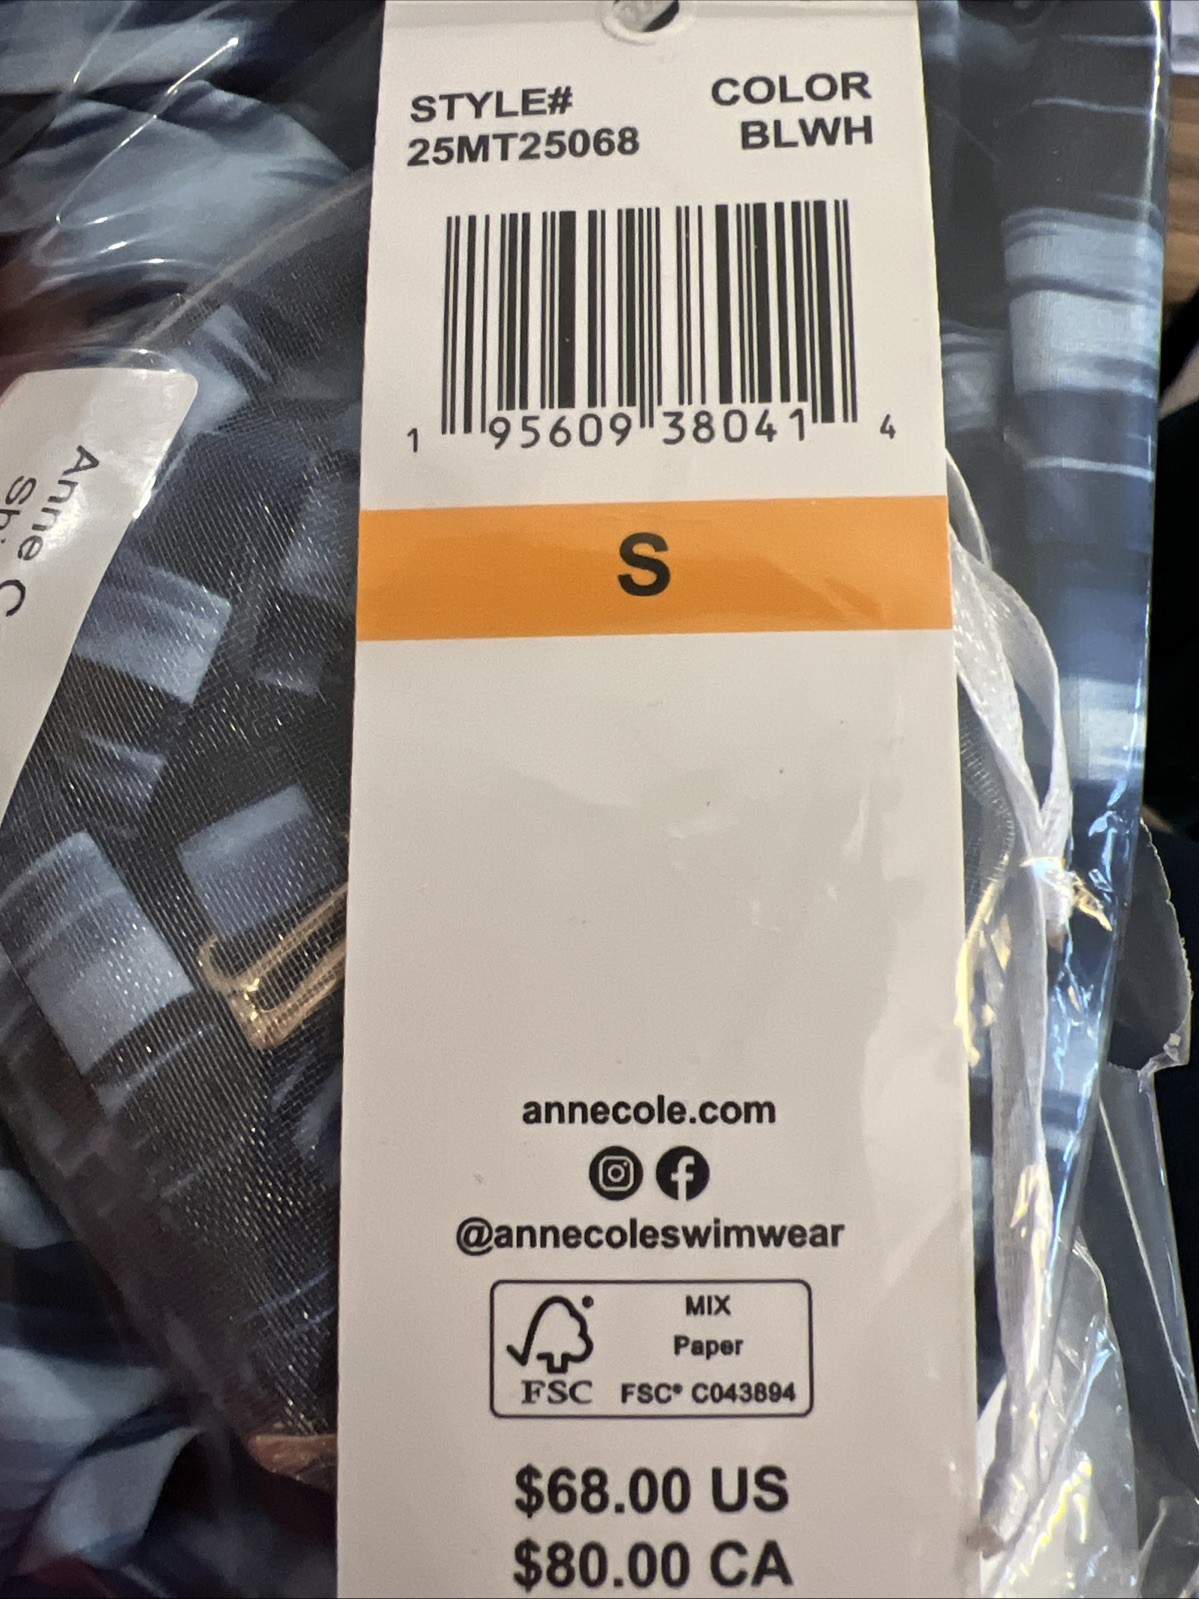 STYLE#
25MT25068
COLOR
BLWH
1 95609 38041 4
S
annecole.com
@annecoleswimwear
MIX
Paper
FSC
FSC® C043894
$68.00 US
$80.00 CA
Anne C